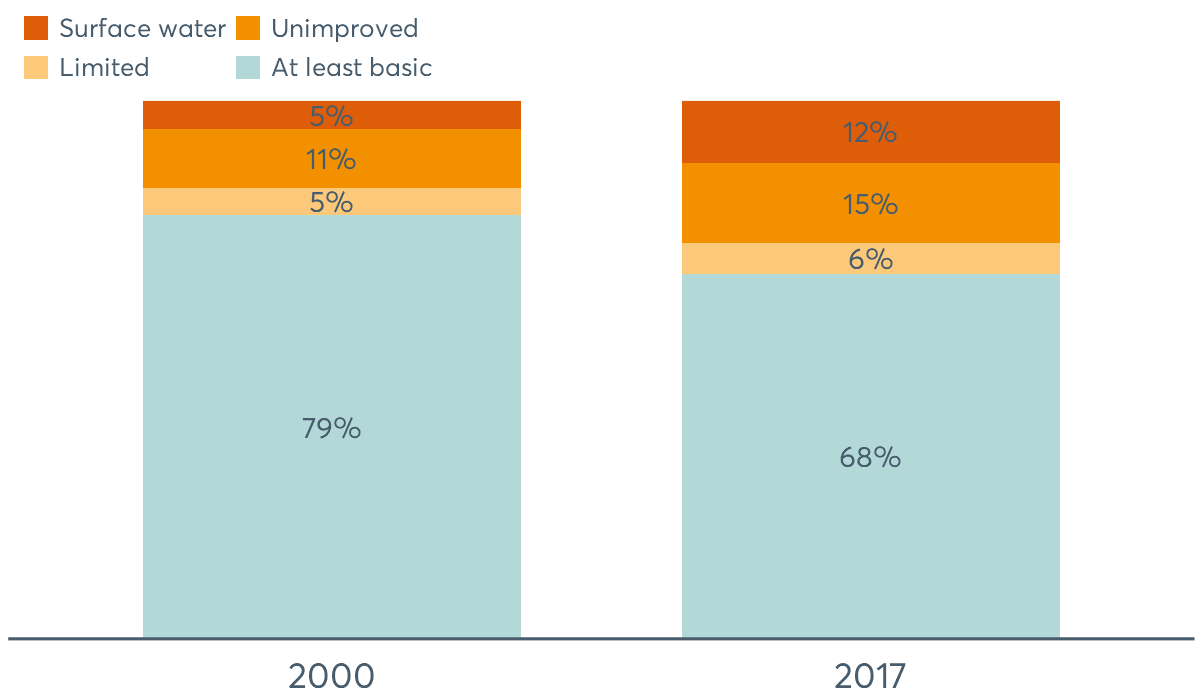 Surface water Unimproved
Limited At least basic
5% 12%
11% 15%
5% 6%
79% 68%
2000 2017